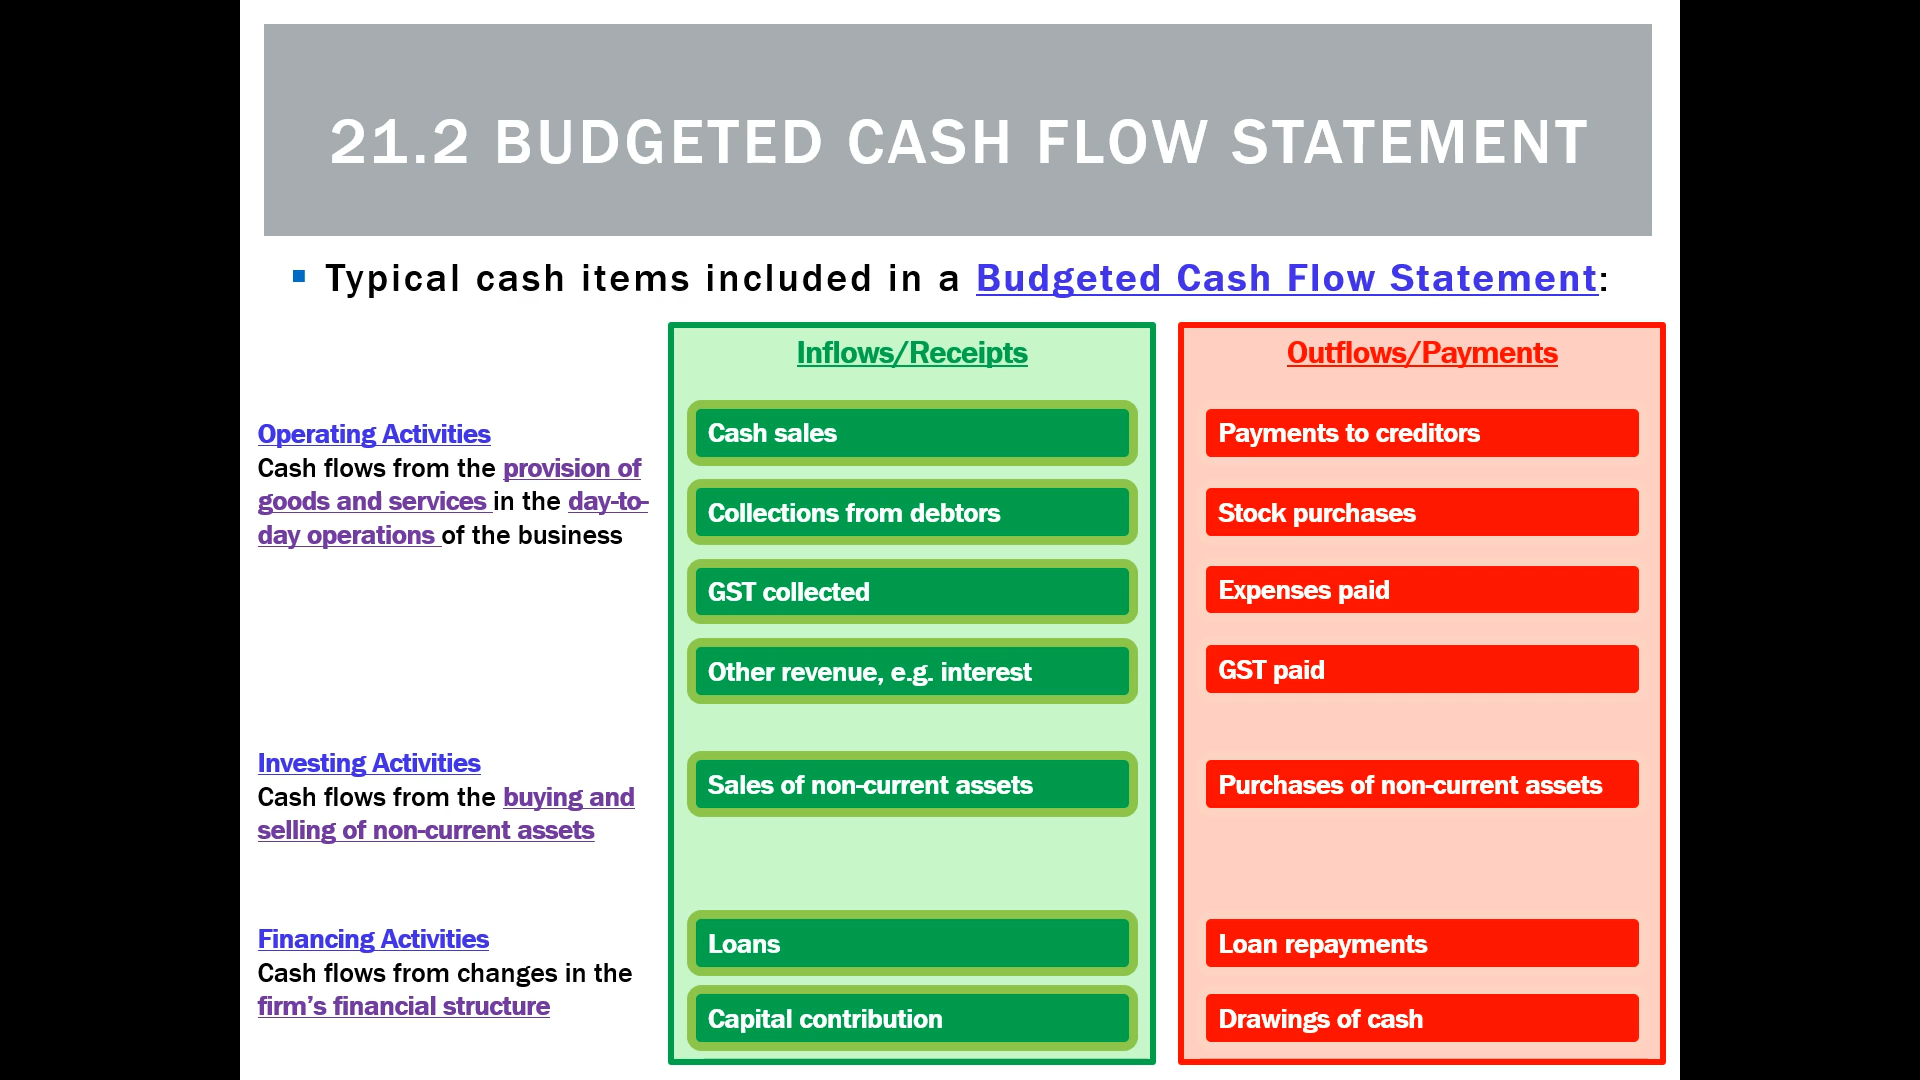 21.2 BUDGETED CASH FLOW STATEMENT
Typical cash items included in a Budgeted Cash Flow Statement:
Operating Activities
Cash flows from the provision of
goods and services in the day-to-
day operations of the business
Investing Activities
Cash flows from the buying and
selling of non-current assets
Financing Activities
Cash flows from changes in the
firm’s financial structure
Inflows/Receipts
Cash sales
Collections from debtors
GST collected
Other revenue, e.g. interest
Sales of non-current assets
Loans
Capital contribution
Outflows/Payments
Payments to creditors
Stock purchases
Expenses paid
GST paid
Purchases of non-current assets
Loan repayments
Drawings of cash